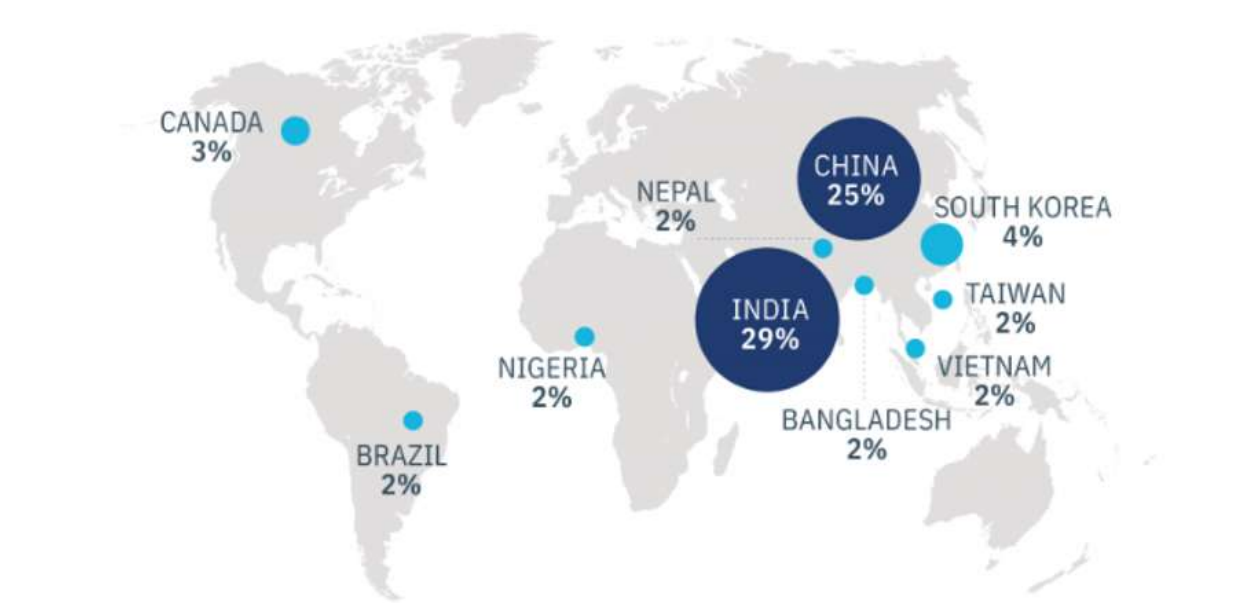 CANADA
3%
CHINA
25%
NEPAL
2%
SOUTH KOREA
4%
INDIA
29%
TAIWAN
2%
NIGERIA
2%
VIETNAM
2%
BANGLADESH
2%
BRAZIL
2%